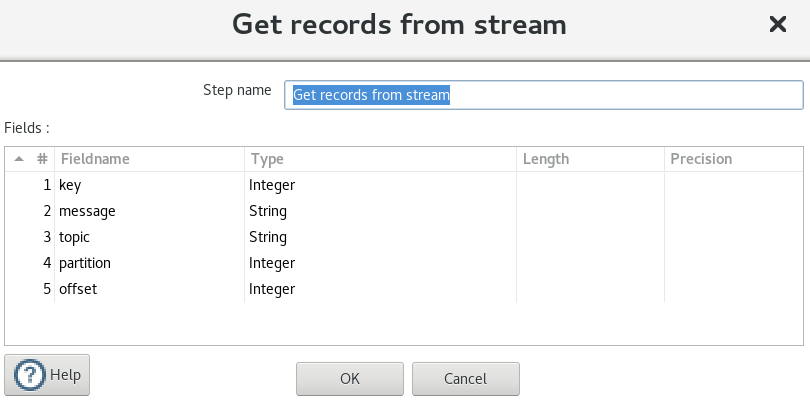 Get records from stream
Step name Get records from stream
Fields :
# Fieldname Type Length Precision
1 key Integer
2 message String
3 topic String
4 partition Integer
5 offset Integer
Help OK Cancel